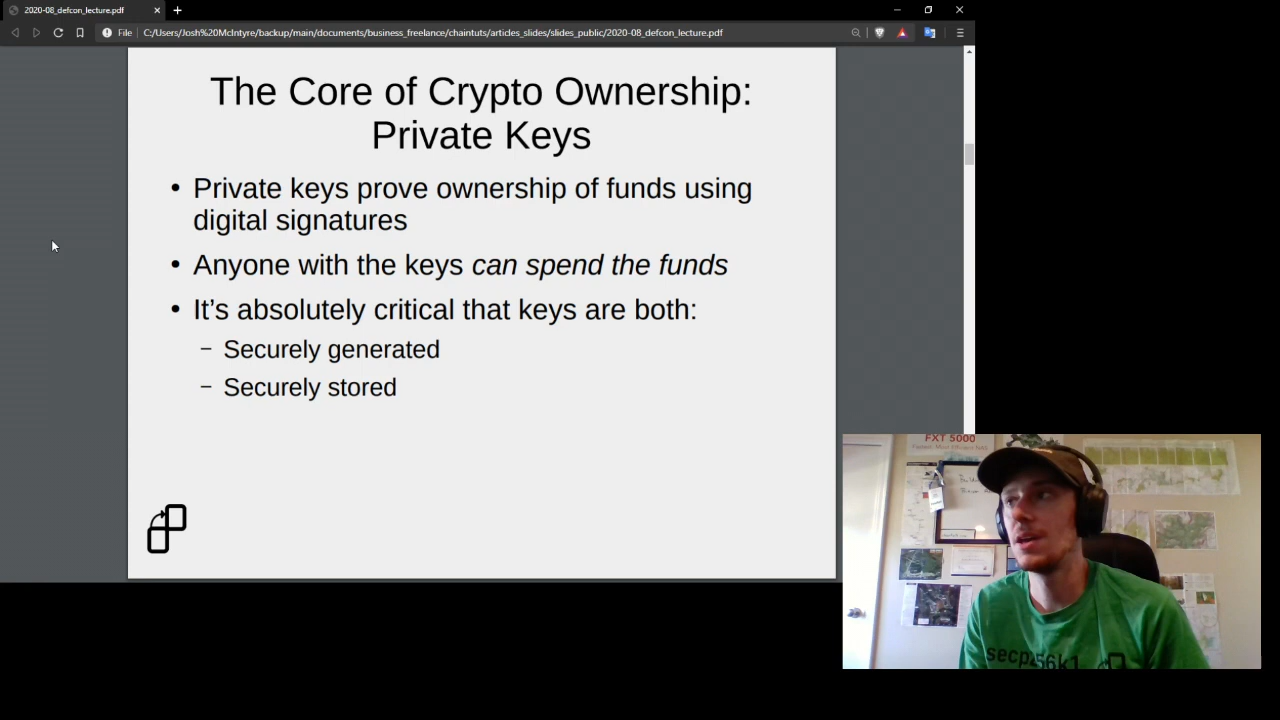 2020-08_defcon_lecture.pdf
File
C:/Users/Josh%20McIntyre/backup/main/documents/business_freelance/chaintuts/articles_slides/slides_public/2020-08_defcon_lecture.pdf
The Core of Crypto Ownership:
Private Keys
• Private keys prove ownership of funds using
digital signatures
• Anyone with the keys can spend the funds
• It’s absolutely critical that keys are both:
– Securely generated
– Securely stored
FXT 5000
secp256k1